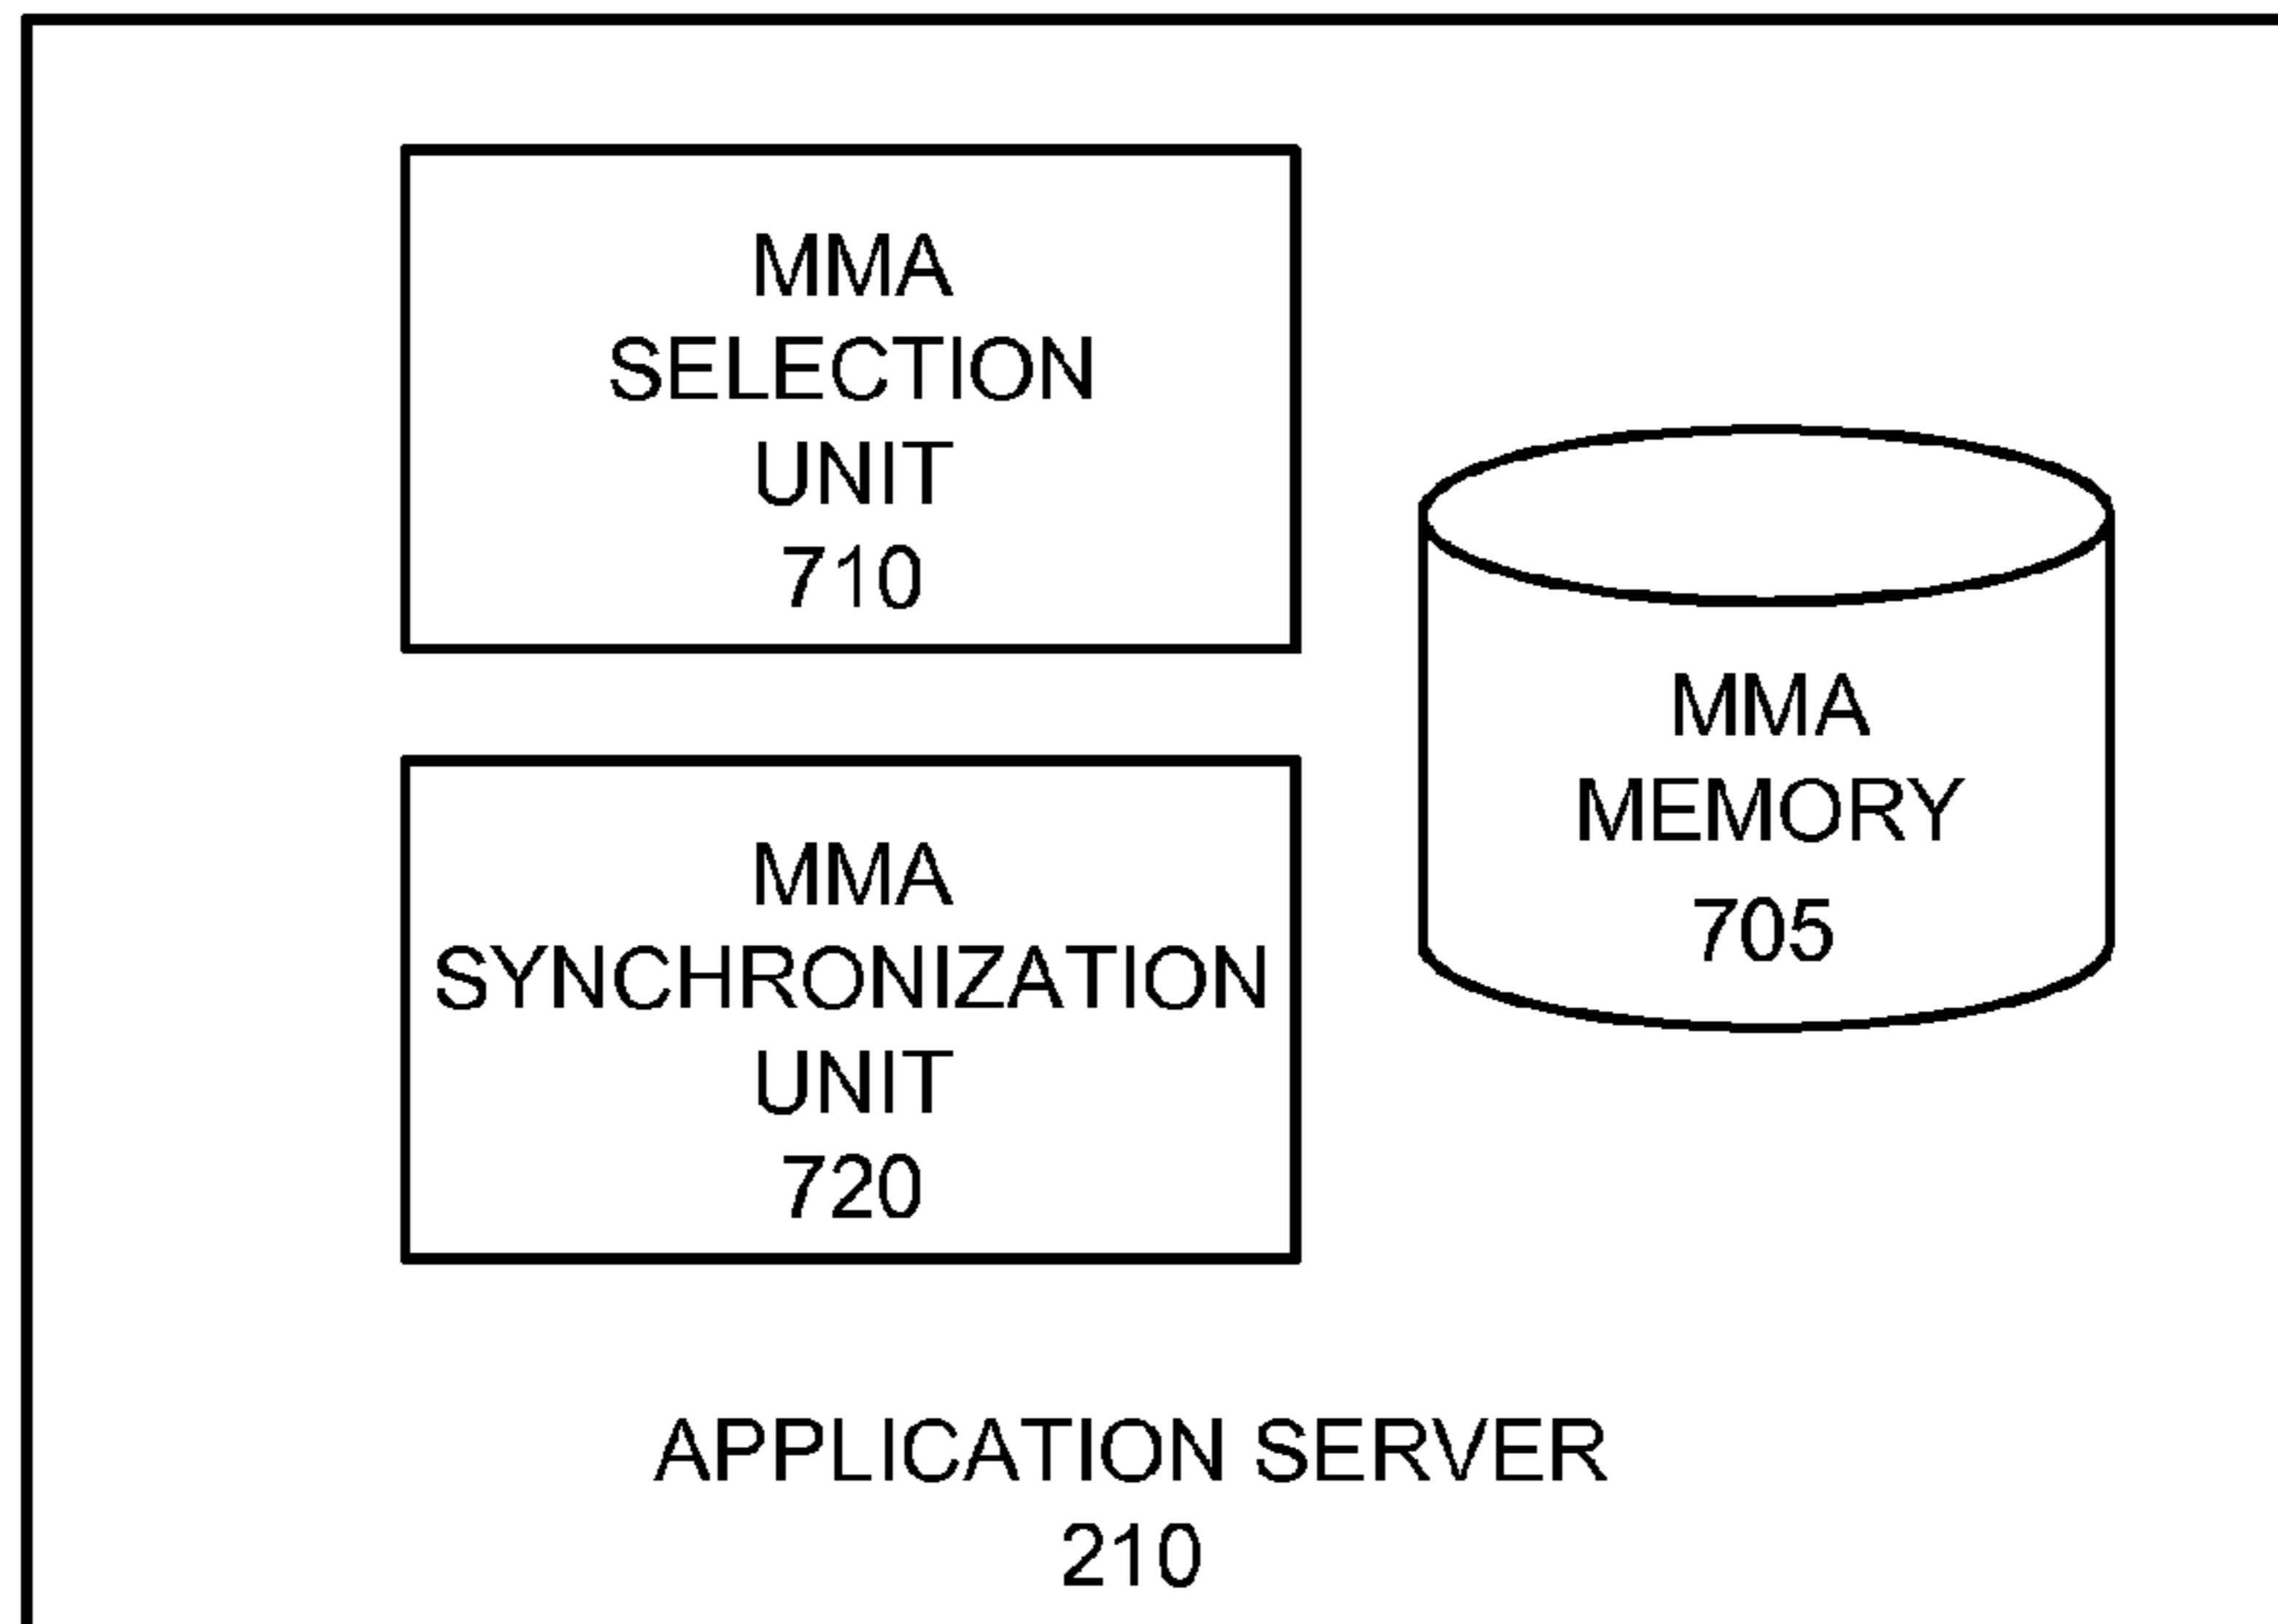 MMA
SELECTION
UNIT
710
MMA
SYNCHRONIZATION
UNIT
720
MMA
MEMORY
705
APPLICATION SERVER
210